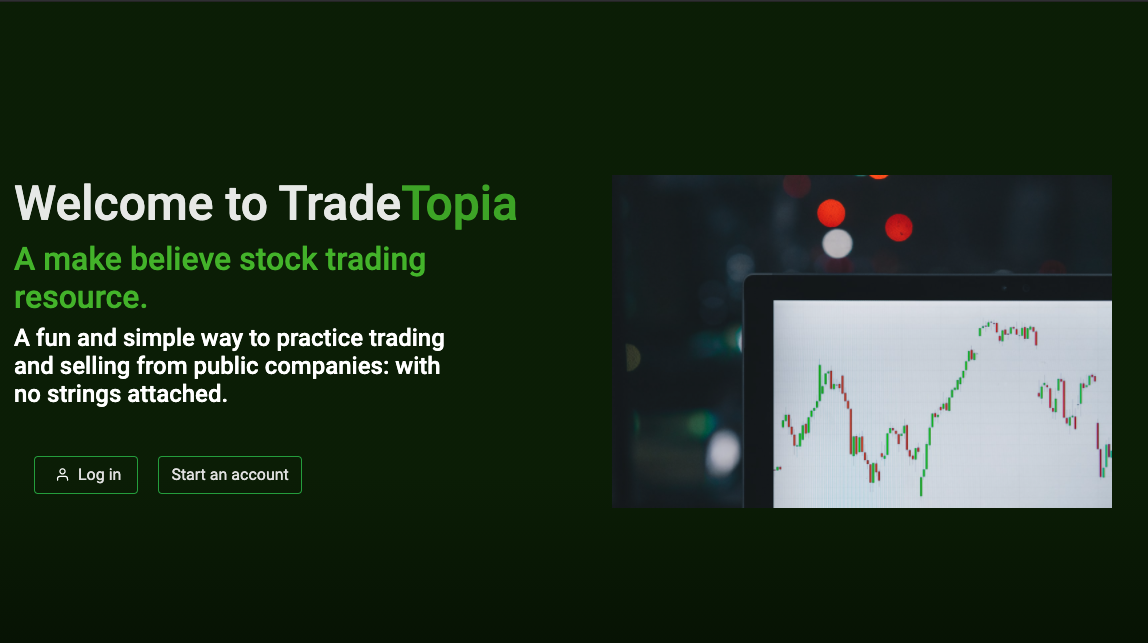 Welcome to TradeTopia
A make believe stock trading
resource.
A fun and simple way to practice trading
and selling from public companies: with
no strings attached.
Log in
Start an account